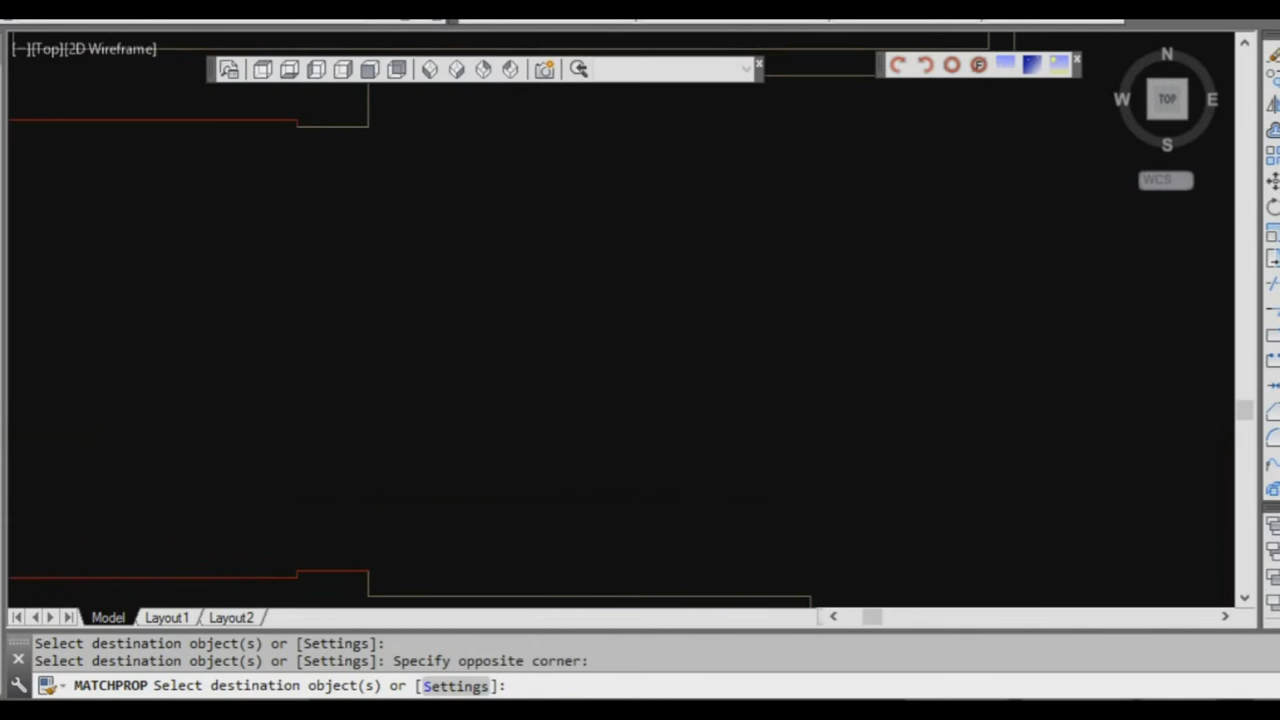 [−][Top][2D Wireframe]
N
W TOP E
S
WCS
Model Layout1 Layout2
Select destination object(s) or [Settings]:
Select destination object(s) or [Settings]: Specify opposite corner:
MATCHPROP Select destination object(s) or [Settings]: